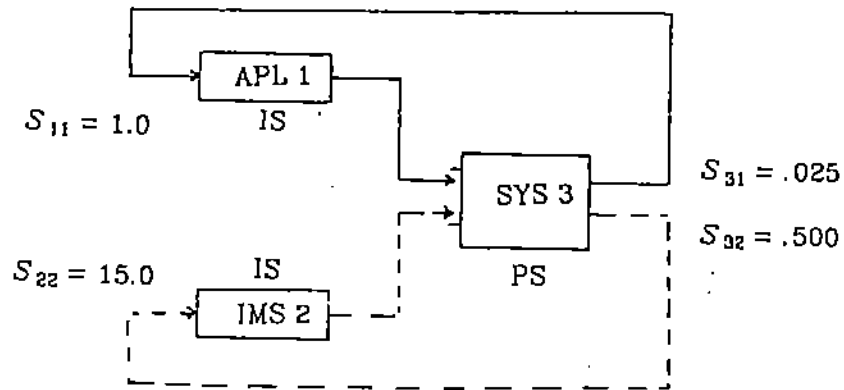 APL 1
IS
S₁₁ = 1.0
SYS 3
PS
S₃₁ = .025
S₃₂ = .500
IS
S₂₂ = 15.0
IMS 2